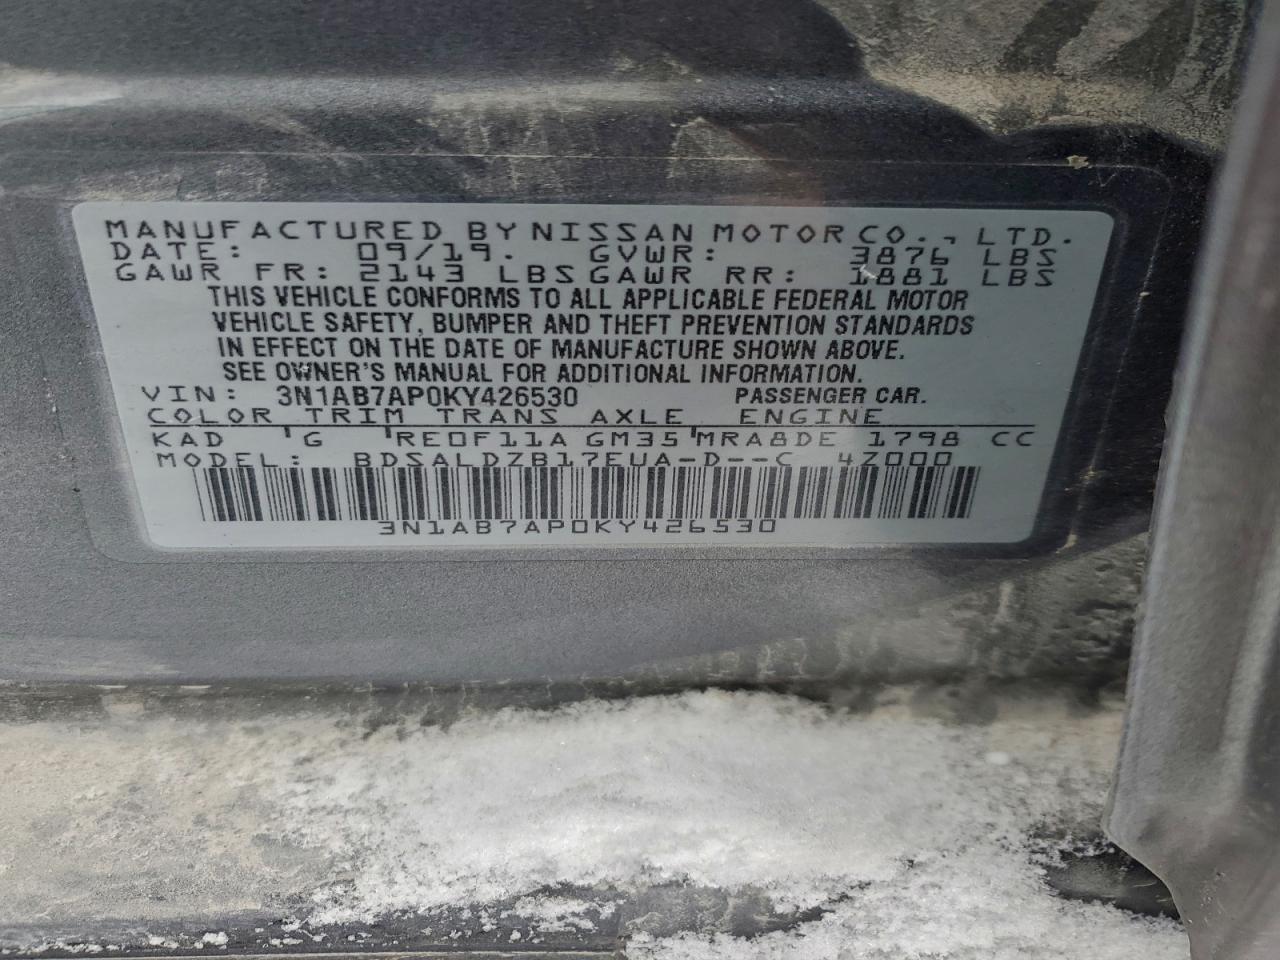 MANUFACTURED BY NISSAN MOTOR CO., LTD.
DATE: 09/19. GVWR: 3876 LBS
GAWR FR: 2143 LBS GAWR RR: 1881 LBS
THIS VEHICLE CONFORMS TO ALL APPLICABLE FEDERAL MOTOR
VEHICLE SAFETY, BUMPER AND THEFT PREVENTION STANDARDS
IN EFFECT ON THE DATE OF MANUFACTURE SHOWN ABOVE.
SEE OWNER'S MANUAL FOR ADDITIONAL INFORMATION.
VIN: 3N1AB7AP0KY426530 PASSENGER CAR.
COLOR TRIM TRANS AXLE ENGINE
KAD 'G 'RE0F11A GM35'MRA8DE 1798 CC
MODEL: BDSALDZB17EUA-D--C 4Z000
3N1AB7AP0KY426530